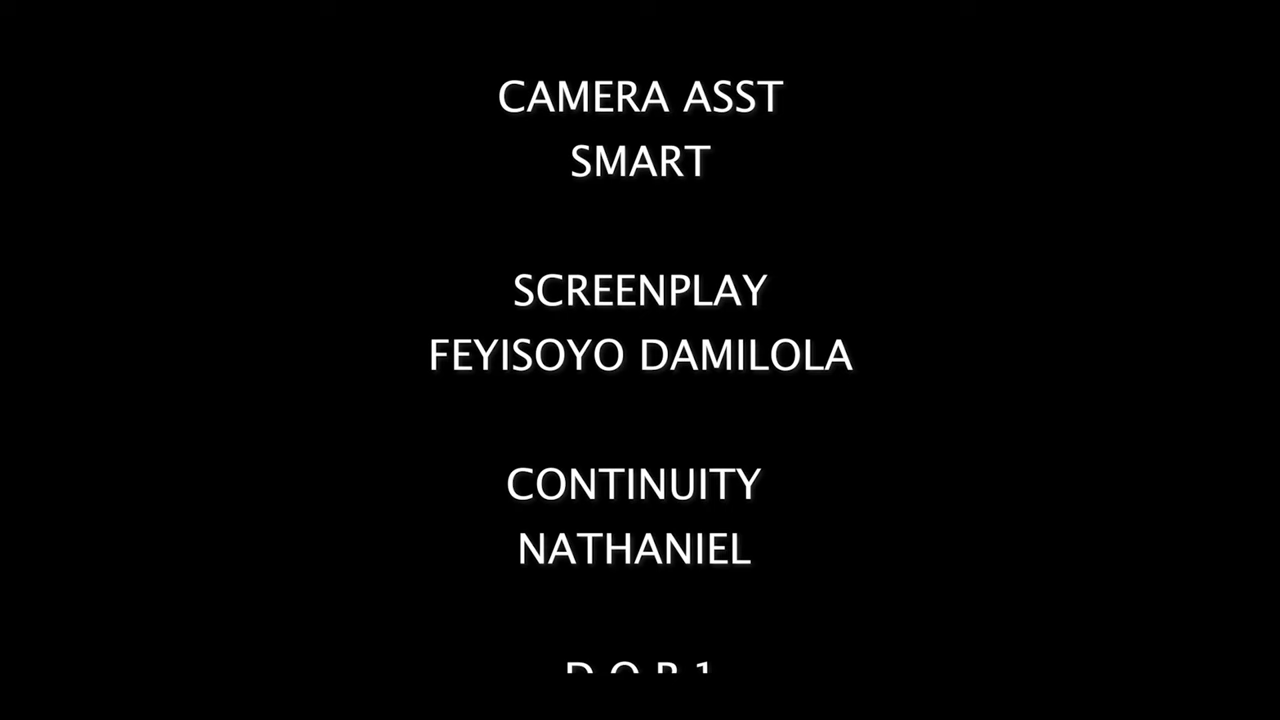 CAMERA ASST
SMART
SCREENPLAY
FEYISOYO DAMILOLA
CONTINUITY
NATHANIEL